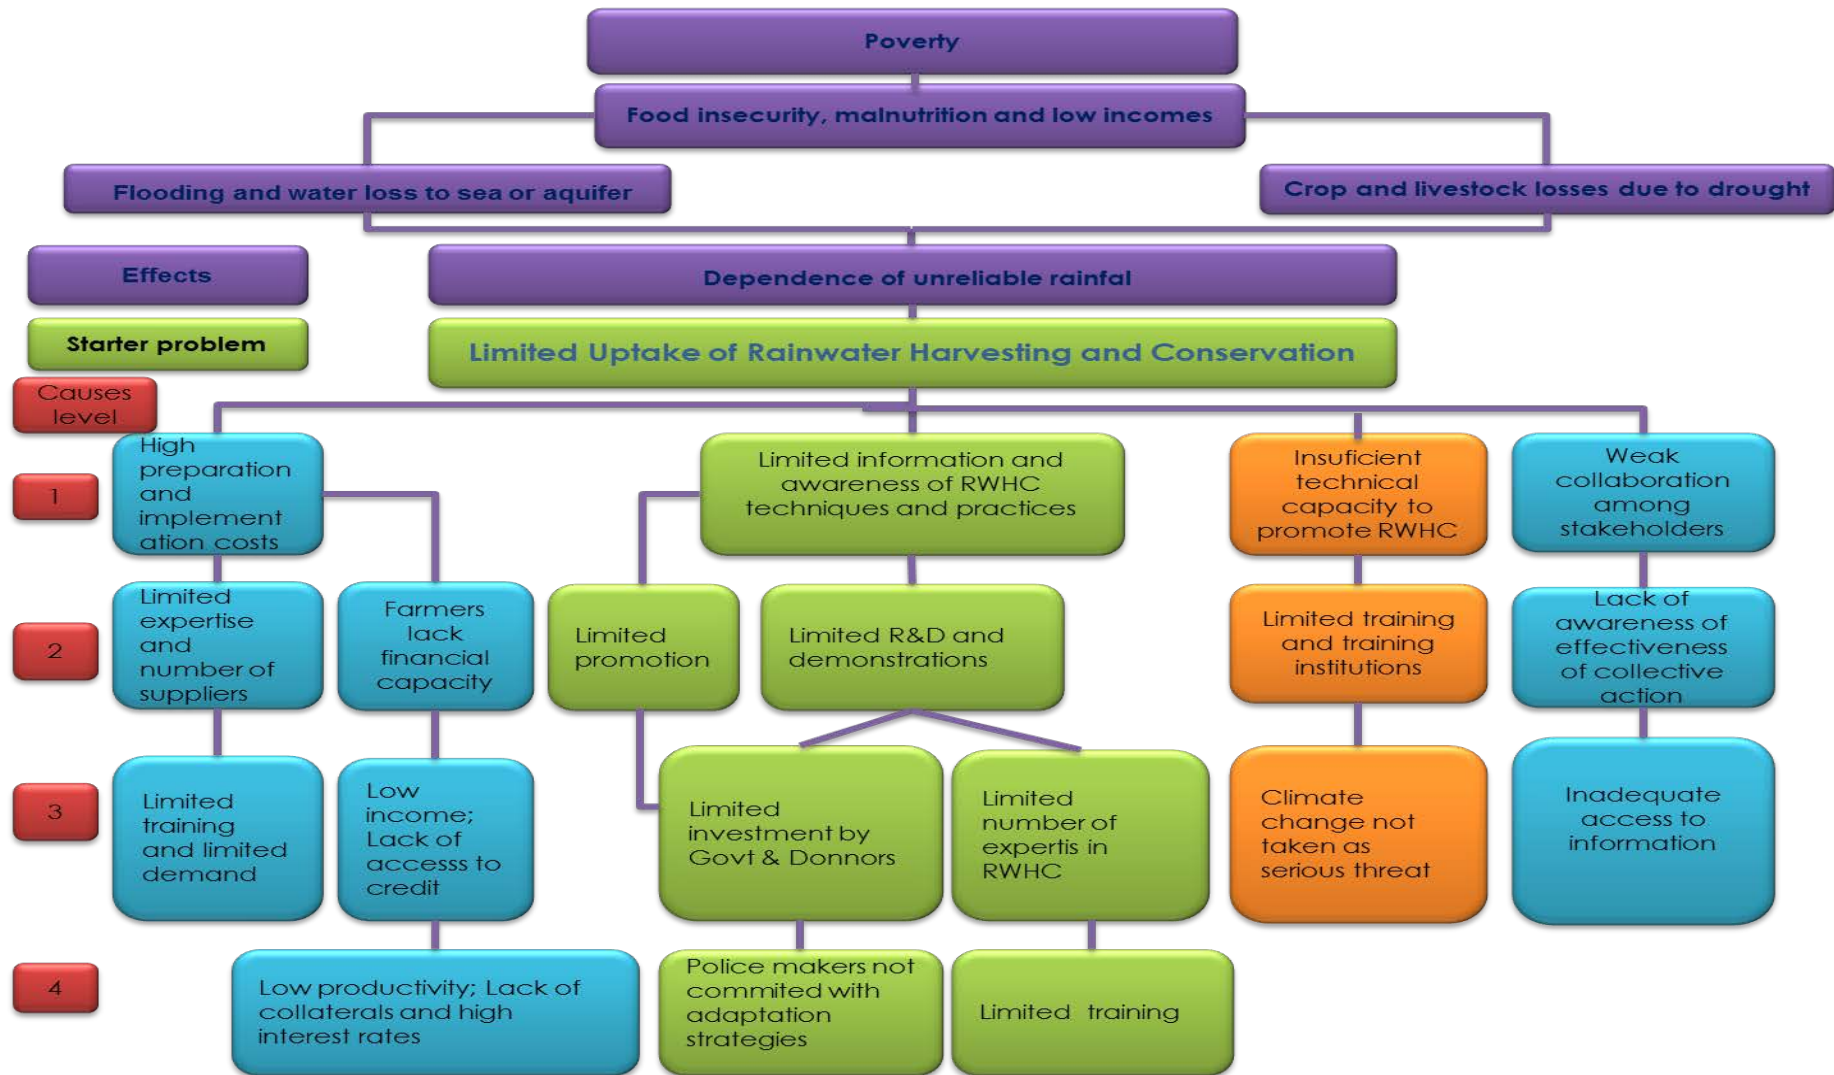 Poverty
Food insecurity, malnutrition and low incomes
Flooding and water loss to sea or aquifer
Crop and livestock losses due to drought
Effects
Dependence of unreliable rainfal
Starter problem
Limited Uptake of Rainwater Harvesting and Conservation
Causes
level
1
High
preparation
and
implement
ation costs
Limited information and
awareness of RWHC
techniques and practices
Insuficient
technical
capacity to
promote RWHC
Weak
collaboration
among
stakeholders
2
Limited
expertise
and
number of
suppliers
Farmers
lack
financial
capacity
Limited
promotion
Limited R&D and
demonstrations
Limited training
and training
institutions
Lack of
awareness of
effectiveness
of collective
action
3
Limited
training
and limited
demand
Low
income;
Lack of
accesss to
credit
Limited
investment by
Govt & Donnors
Limited
number of
expertis in
RWHC
Climate
change not
taken as
serious threat
Inadequate
access to
information
4
Low productivity; Lack of
collaterals and high
interest rates
Police makers not
commited with
adaptation
strategies
Limited training